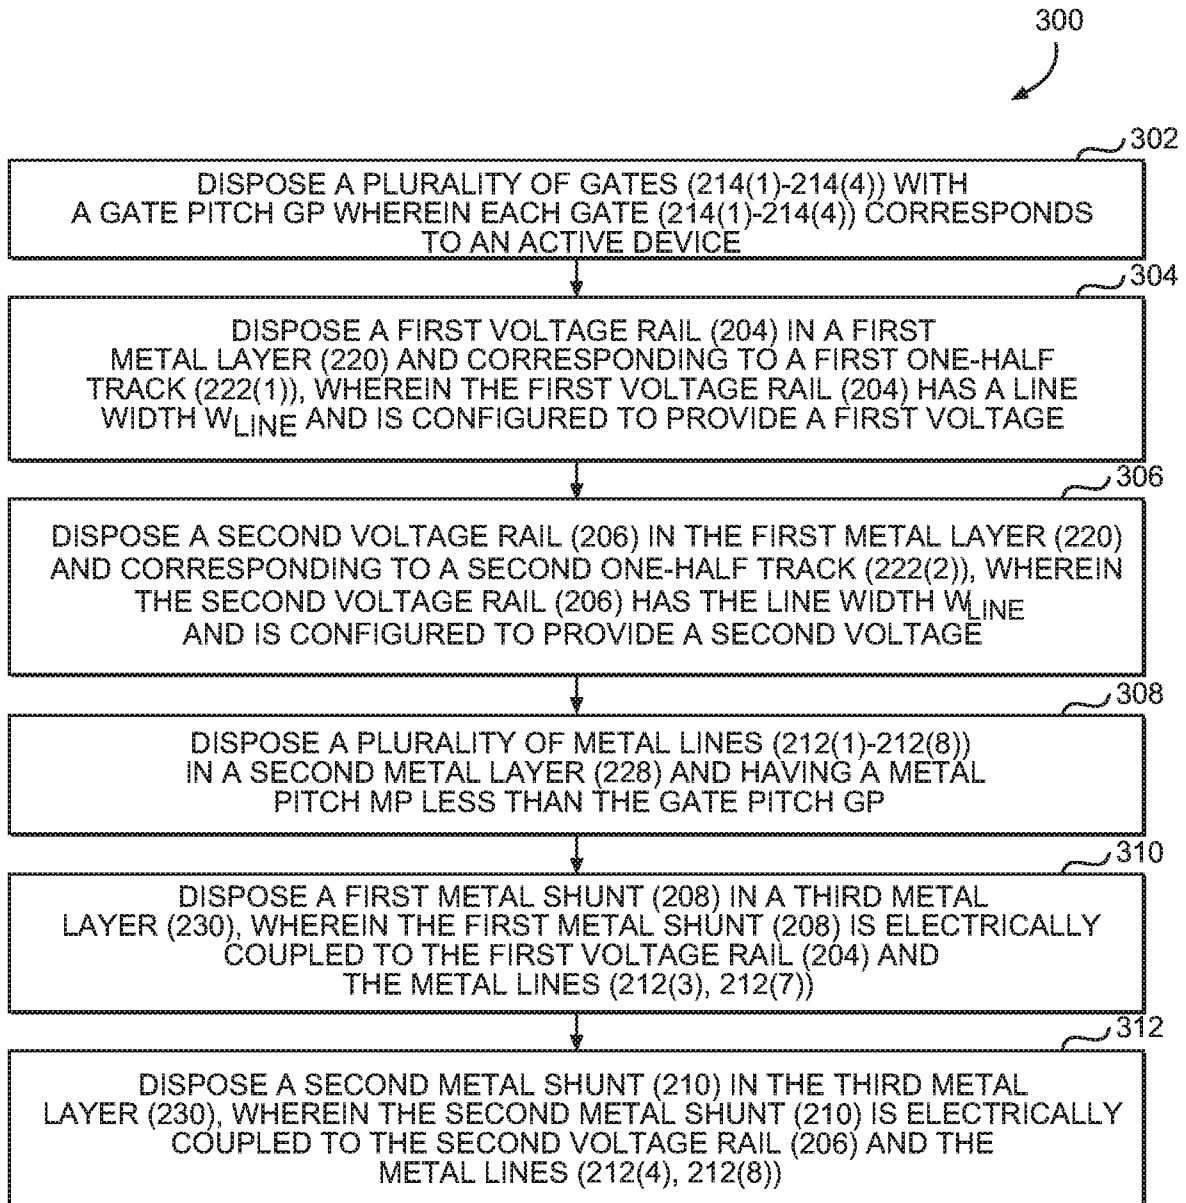 300
302
DISPOSE A PLURALITY OF GATES (214(1)-214(4)) WITH
A GATE PITCH GP WHEREIN EACH GATE (214(1)-214(4)) CORRESPONDS
TO AN ACTIVE DEVICE
304
DISPOSE A FIRST VOLTAGE RAIL (204) IN A FIRST
METAL LAYER (220) AND CORRESPONDING TO A FIRST ONE-HALF
TRACK (222(1)), WHEREIN THE FIRST VOLTAGE RAIL (204) HAS A LINE
WIDTH WLINE AND IS CONFIGURED TO PROVIDE A FIRST VOLTAGE
306
DISPOSE A SECOND VOLTAGE RAIL (206) IN THE FIRST METAL LAYER (220)
AND CORRESPONDING TO A SECOND ONE-HALF TRACK (222(2)), WHEREIN
THE SECOND VOLTAGE RAIL (206) HAS THE LINE WIDTH WLINE
AND IS CONFIGURED TO PROVIDE A SECOND VOLTAGE
308
DISPOSE A PLURALITY OF METAL LINES (212(1)-212(8))
IN A SECOND METAL LAYER (228) AND HAVING A METAL
PITCH MP LESS THAN THE GATE PITCH GP
310
DISPOSE A FIRST METAL SHUNT (208) IN A THIRD METAL
LAYER (230), WHEREIN THE FIRST METAL SHUNT (208) IS ELECTRICALLY
COUPLED TO THE FIRST VOLTAGE RAIL (204) AND
THE METAL LINES (212(3), 212(7))
312
DISPOSE A SECOND METAL SHUNT (210) IN THE THIRD METAL
LAYER (230), WHEREIN THE SECOND METAL SHUNT (210) IS ELECTRICALLY
COUPLED TO THE SECOND VOLTAGE RAIL (206) AND THE
METAL LINES (212(4), 212(8))